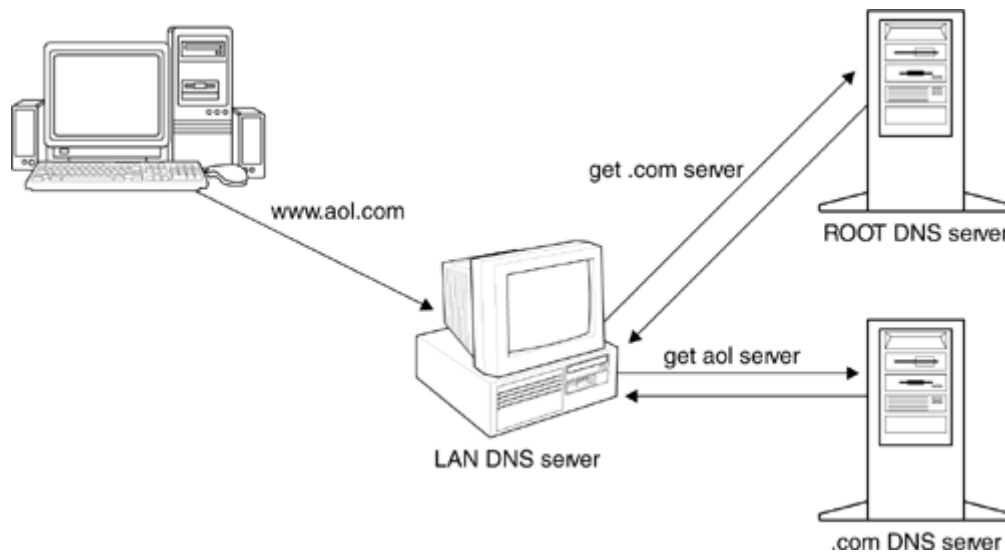 get .com server
www.aol.com
ROOT DNS server
get aol server
LAN DNS server
.com DNS server